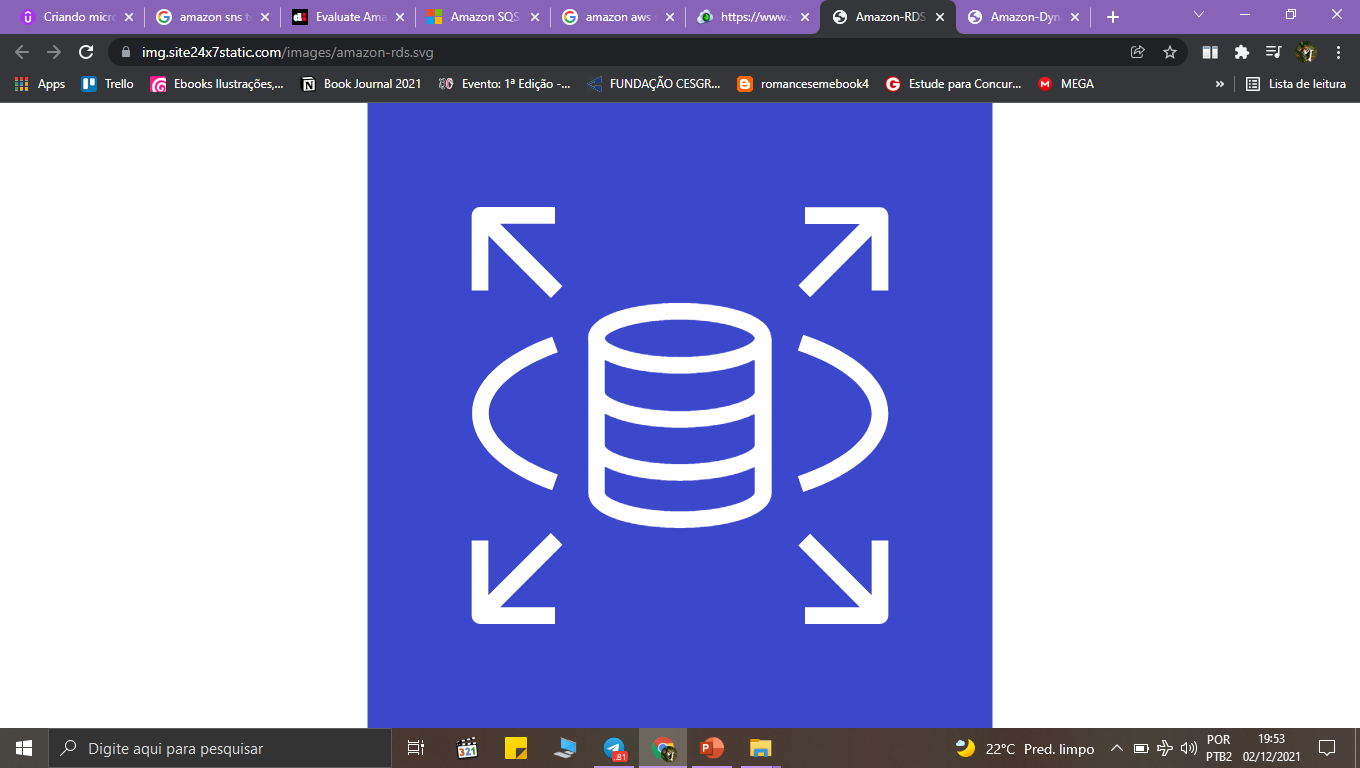 Criando micro
amazon sns t
Evaluate Ama
Amazon SQS
amazon aws
https://www.
Amazon-RDS
Amazon-Dyn
img.site24x7static.com/images/amazon-rds.svg
Apps
Trello
Ebooks Ilustrações,...
Book Journal 2021
Evento: 1ª Edição -...
FUNDAÇÃO CESGR...
romancesemebook4
Estude para Concur...
MEGA
»
Lista de leitura
Digite aqui para pesquisar
321
81
22°C Pred. limpo
POR
PTB2
19:53
02/12/2021